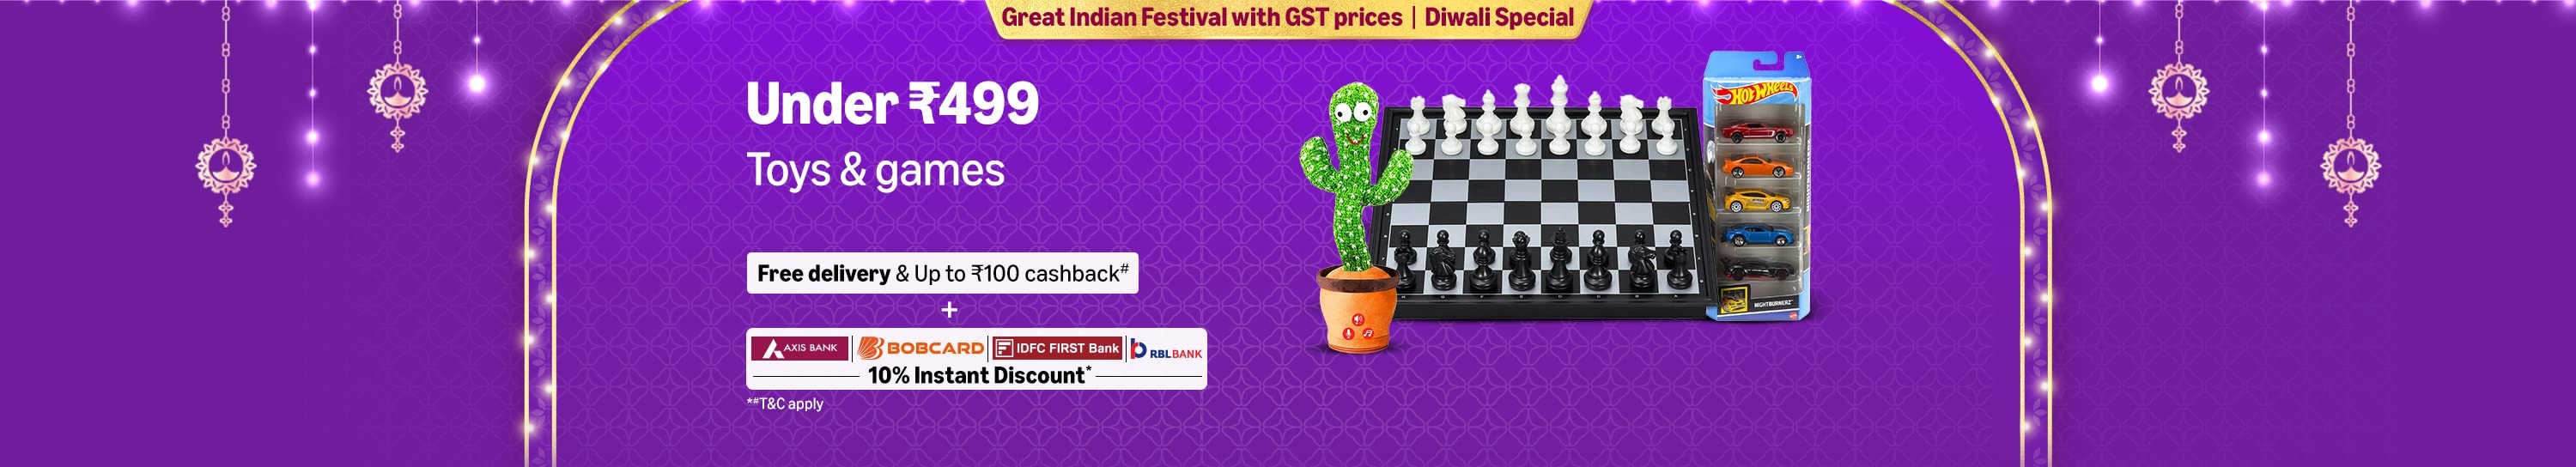 Great Indian Festival with GST prices | Diwali Special
Under ₹499
Toys & games
Free delivery & Up to ₹100 cashback#
+
AXIS BANK | BOBCARD | IDFC FIRST Bank | RBL BANK
10% Instant Discount*
*#T&C apply
Hot Wheels
NIGHTBURNERZ